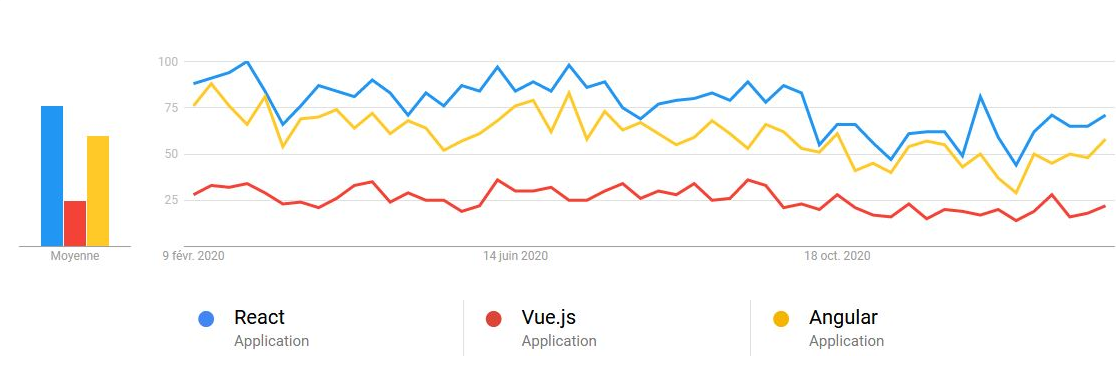 100
75
50
25
Moyenne
9 févr. 2020
14 juin 2020
18 oct. 2020
React
Application
Vue.js
Application
Angular
Application